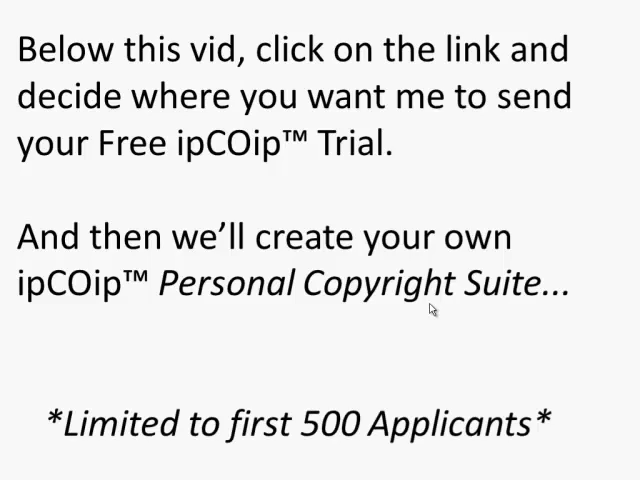 Below this vid, click on the link and
decide where you want me to send
your Free ipCOip™ Trial.
And then we’ll create your own
ipCOip™ Personal Copyright Suite...
*Limited to first 500 Applicants*